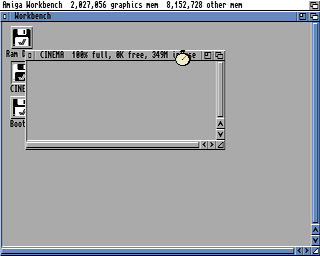 Amiga Workbench 2,027,056 graphics mem 8,152,728 other mem
Workbench
Ram D
CINEMA 100% full, 0K free, 349M in use
CINE
Boot